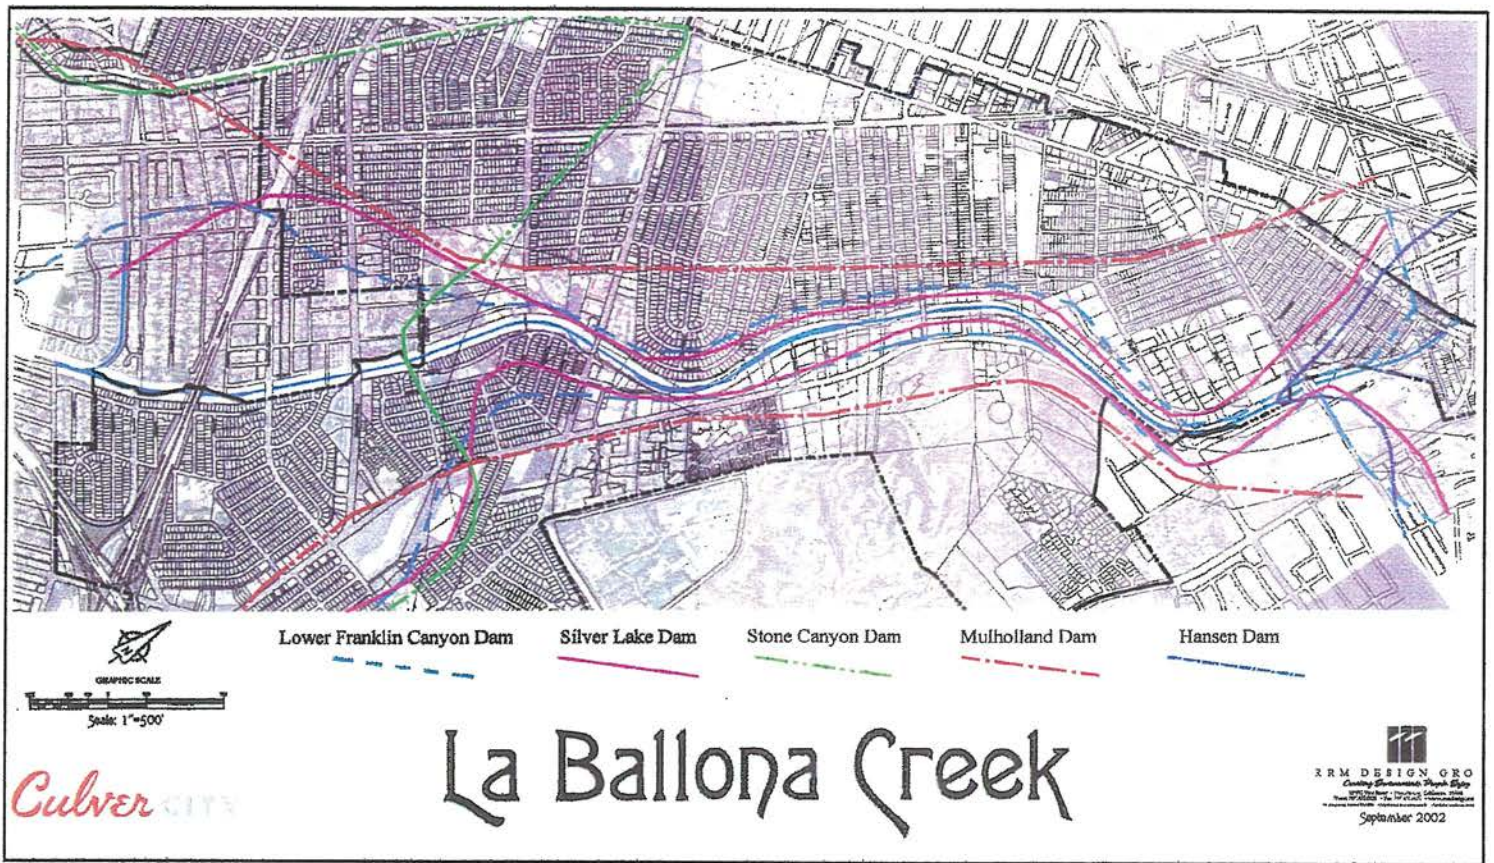 Lower Franklin Canyon Dam
Silver Lake Dam
Stone Canyon Dam
Mulholland Dam
Hansen Dam
GRAPHIC SCALE
Scale: 1"=500'
La Ballona Creek
Culver CITY
RRM DESIGN GRO
September 2002